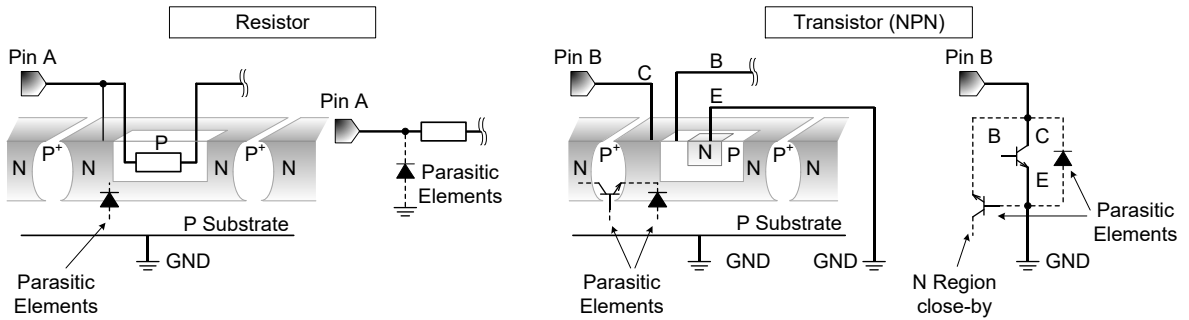 Resistor
Transistor (NPN)
Pin A
Pin B
C
B
E
Pin B
Pin A
N
P+
N
P
N
P+
N
Parasitic
Elements
P Substrate
GND
Parasitic
Elements
N
P+
N
P
N
P+
N
P Substrate
GND
GND
Parasitic
Elements
B
C
E
Parasitic
Elements
GND
N Region
close-by